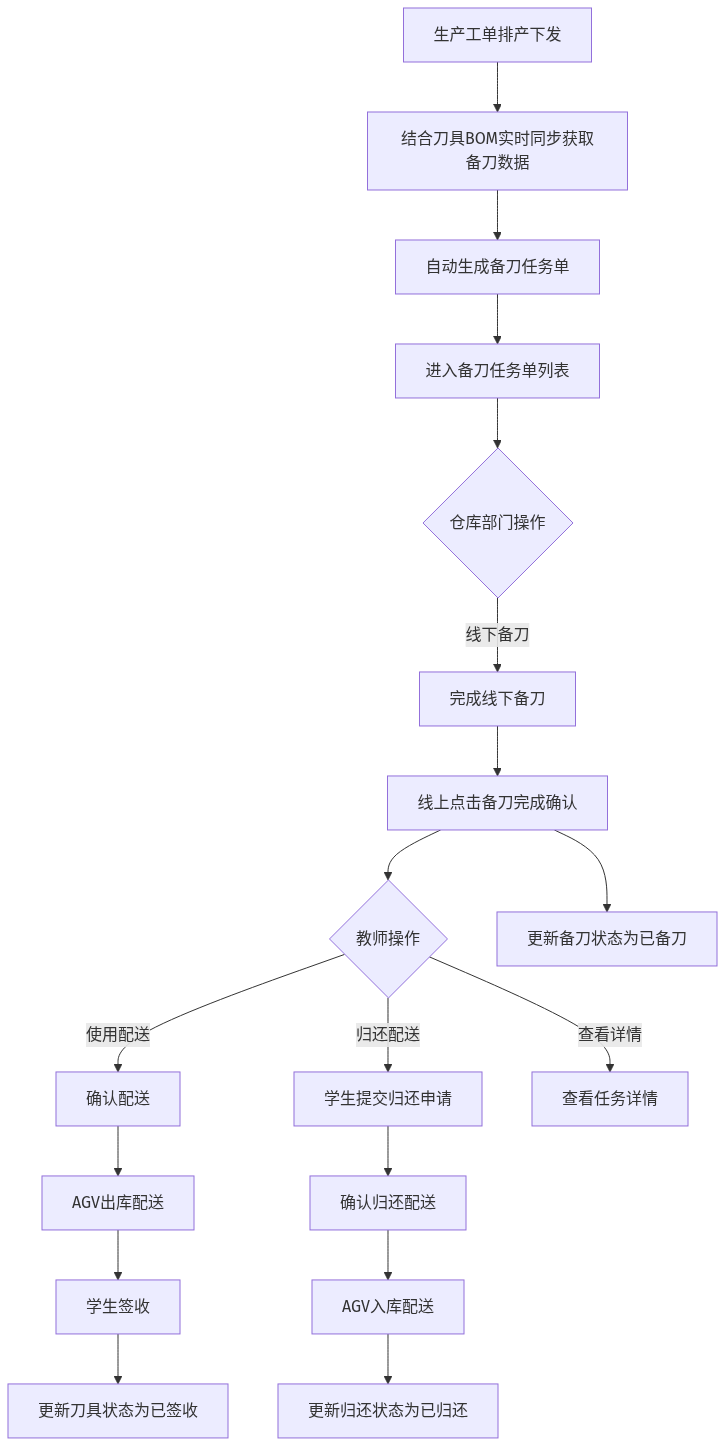 生产工单排产下发
结合刀具BOM实时同步获取
备刀数据
自动生成备刀任务单
进入备刀任务单列表
仓库部门操作
线下备刀
完成线下备刀
线上点击备刀完成确认
教师操作
更新备刀状态为已备刀
使用配送
归还配送
查看详情
确认配送
学生提交归还申请
查看任务详情
AGV出库配送
确认归还配送
学生签收
AGV入库配送
更新刀具状态为已签收
更新归还状态为已归还